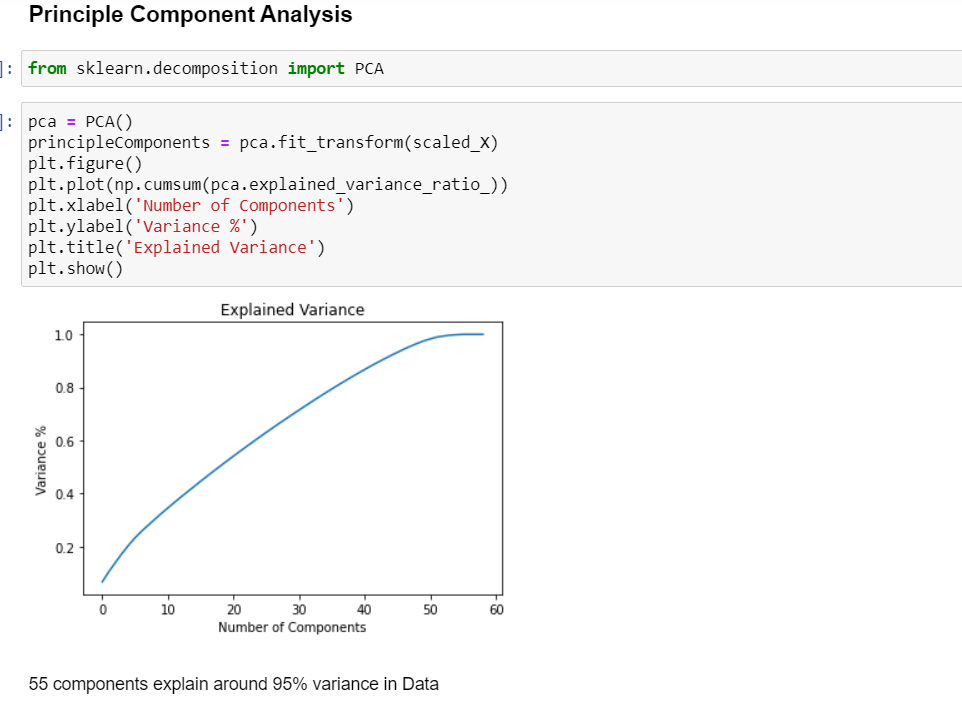 Principle Component Analysis
]: from sklearn.decomposition import PCA
]: pca = PCA()
principleComponents = pca.fit_transform(scaled_X)
plt.figure()
plt.plot(np.cumsum(pca.explained_variance_ratio_))
plt.xlabel('Number of Components')
plt.ylabel('Variance %')
plt.title('Explained Variance')
plt.show()
Explained Variance
1.0
0.8
0.6
0.4
0.2
Variance %
0 10 20 30 40 50 60
Number of Components
55 components explain around 95% variance in Data